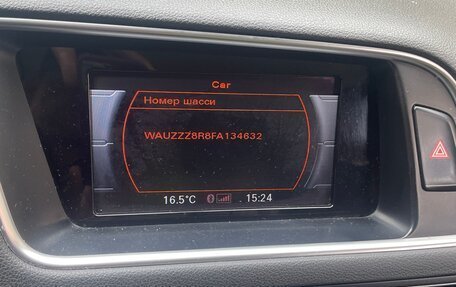 Car
Номер шасси
WAUZZZ8R8FA134632
16.5°C 15:24